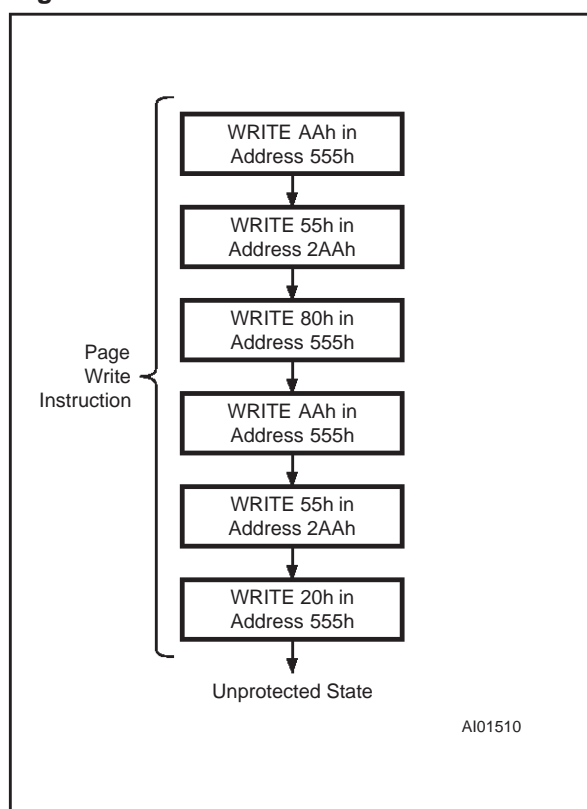 WRITE AAh in
Address 555h
WRITE 55h in
Address 2AAh
WRITE 80h in
Address 555h
Page
Write
Instruction
WRITE AAh in
Address 555h
WRITE 55h in
Address 2AAh
WRITE 20h in
Address 555h
Unprotected State
AI01510